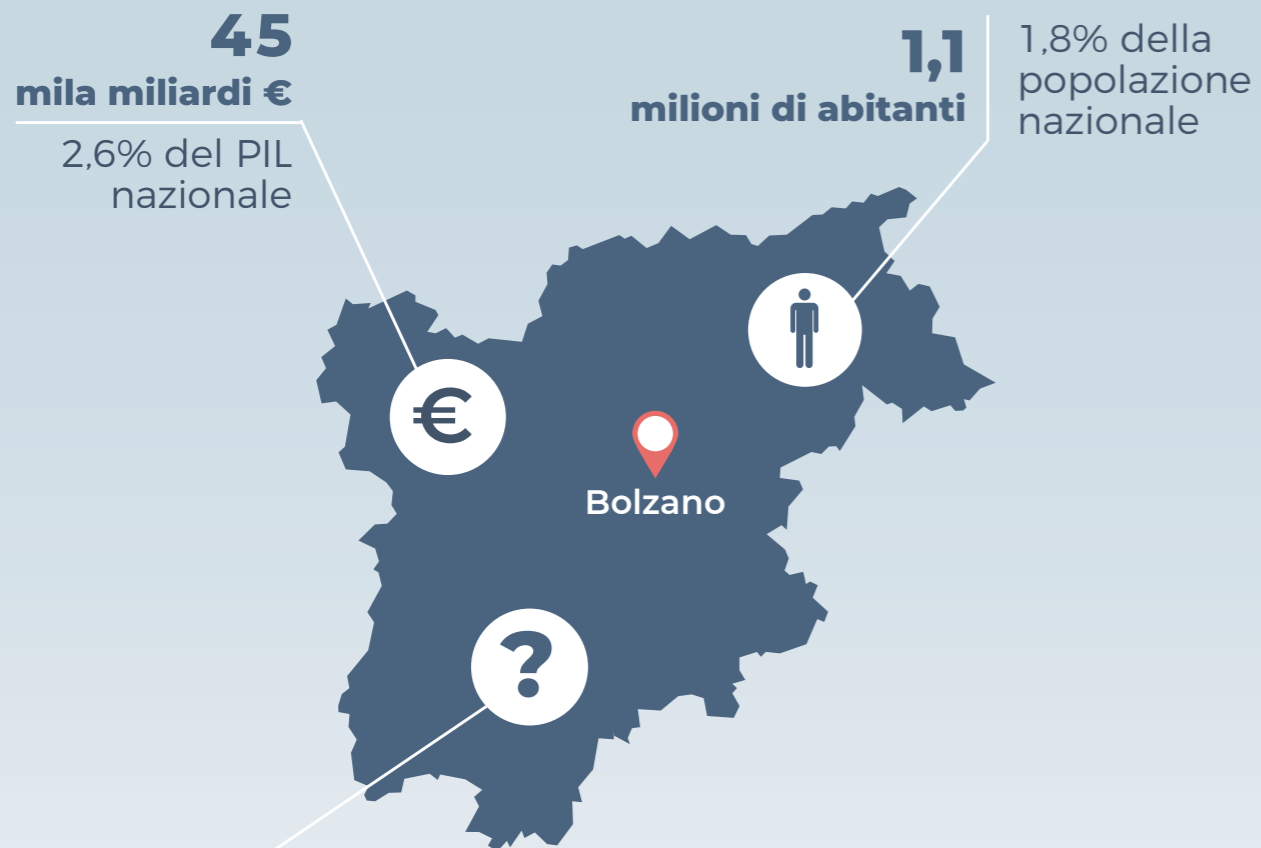 45
mila miliardi €
2,6% del PIL
nazionale
1,1
milioni di abitanti
1,8% della
popolazione
nazionale
€
Bolzano
?